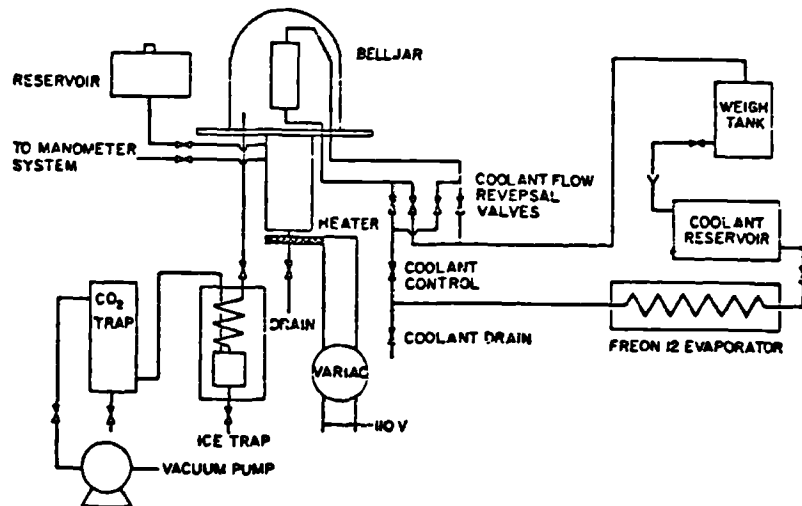 BELLJAR
RESERVOIR
TO MANOMETER
SYSTEM
WEIGH
TANK
COOLANT FLOW
REVERSAL
VALVES
COOLANT
RESERVOIR
HEATER
COOLANT
CONTROL
CO2
TRAP
DRAIN
COOLANT DRAIN
FREON 12 EVAPORATOR
VARIAC
110 V
ICE TRAP
VACUUM PUMP